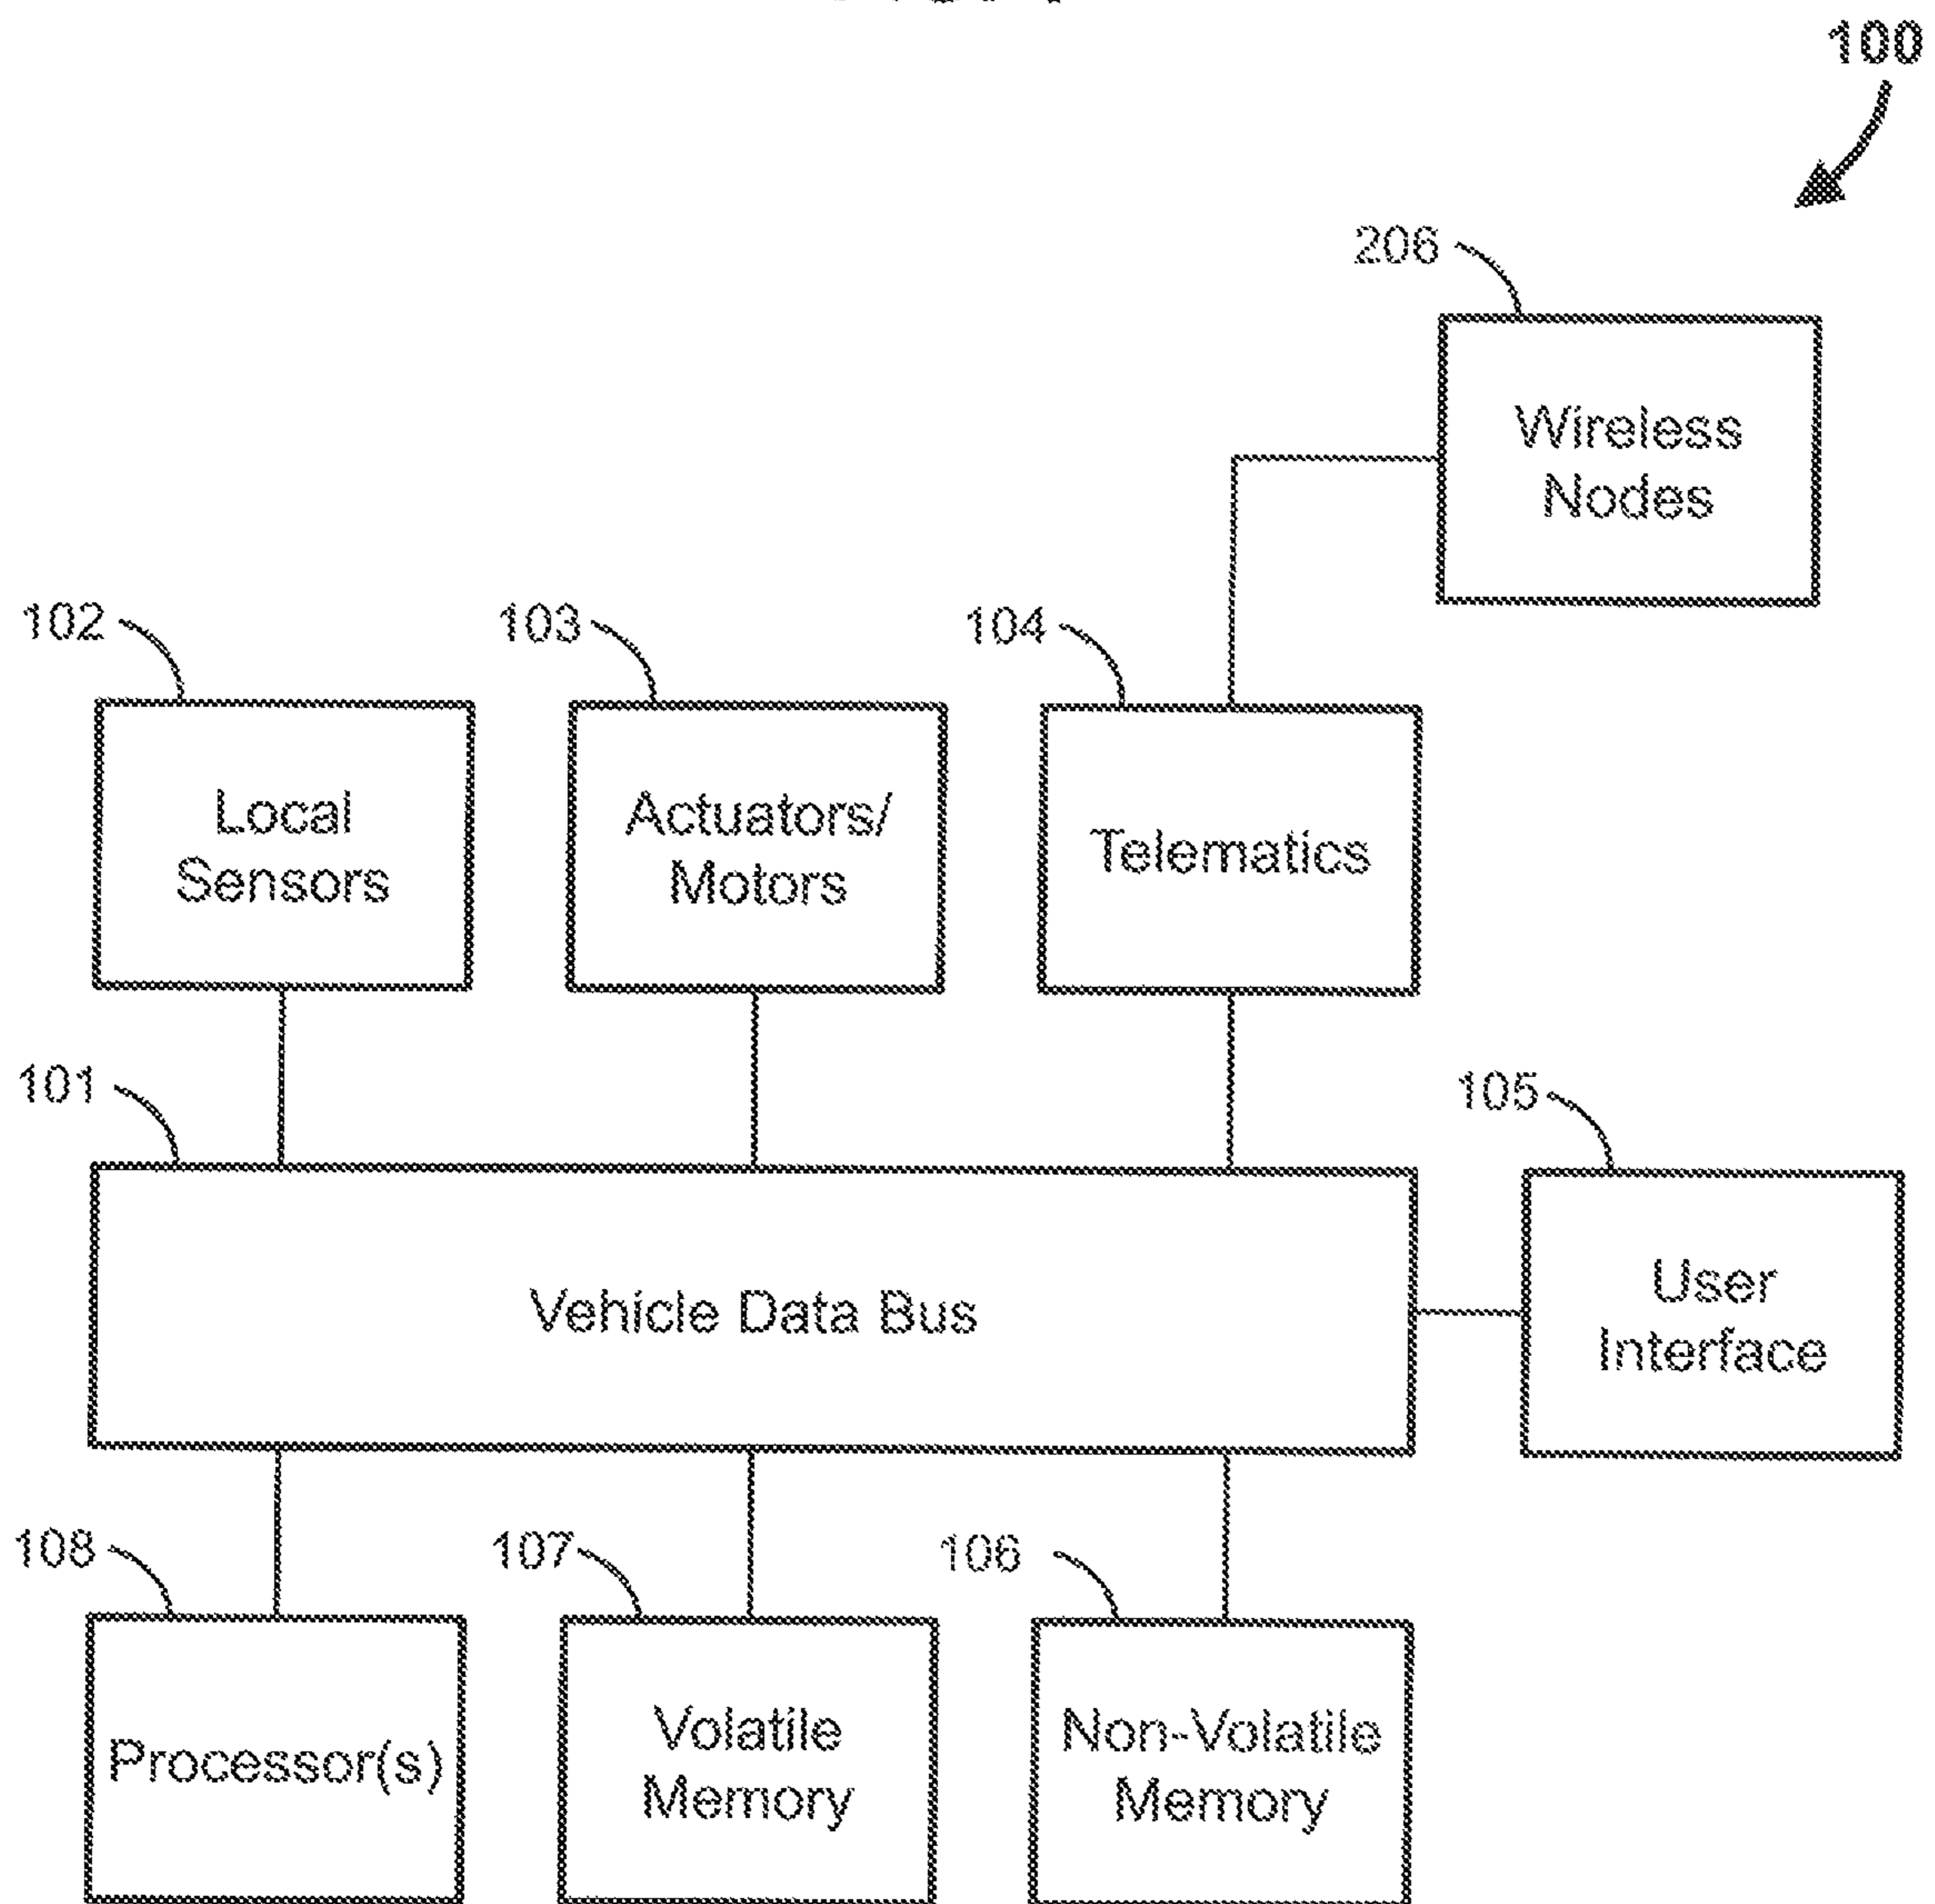 100
206
Wireless
Nodes
102
103
104
Local
Sensors
Actuators/
Motors
Telematics
101
105
Vehicle Data Bus
User
Interface
108
107
106
Processor(s)
Volatile
Memory
Non-Volatile
Memory